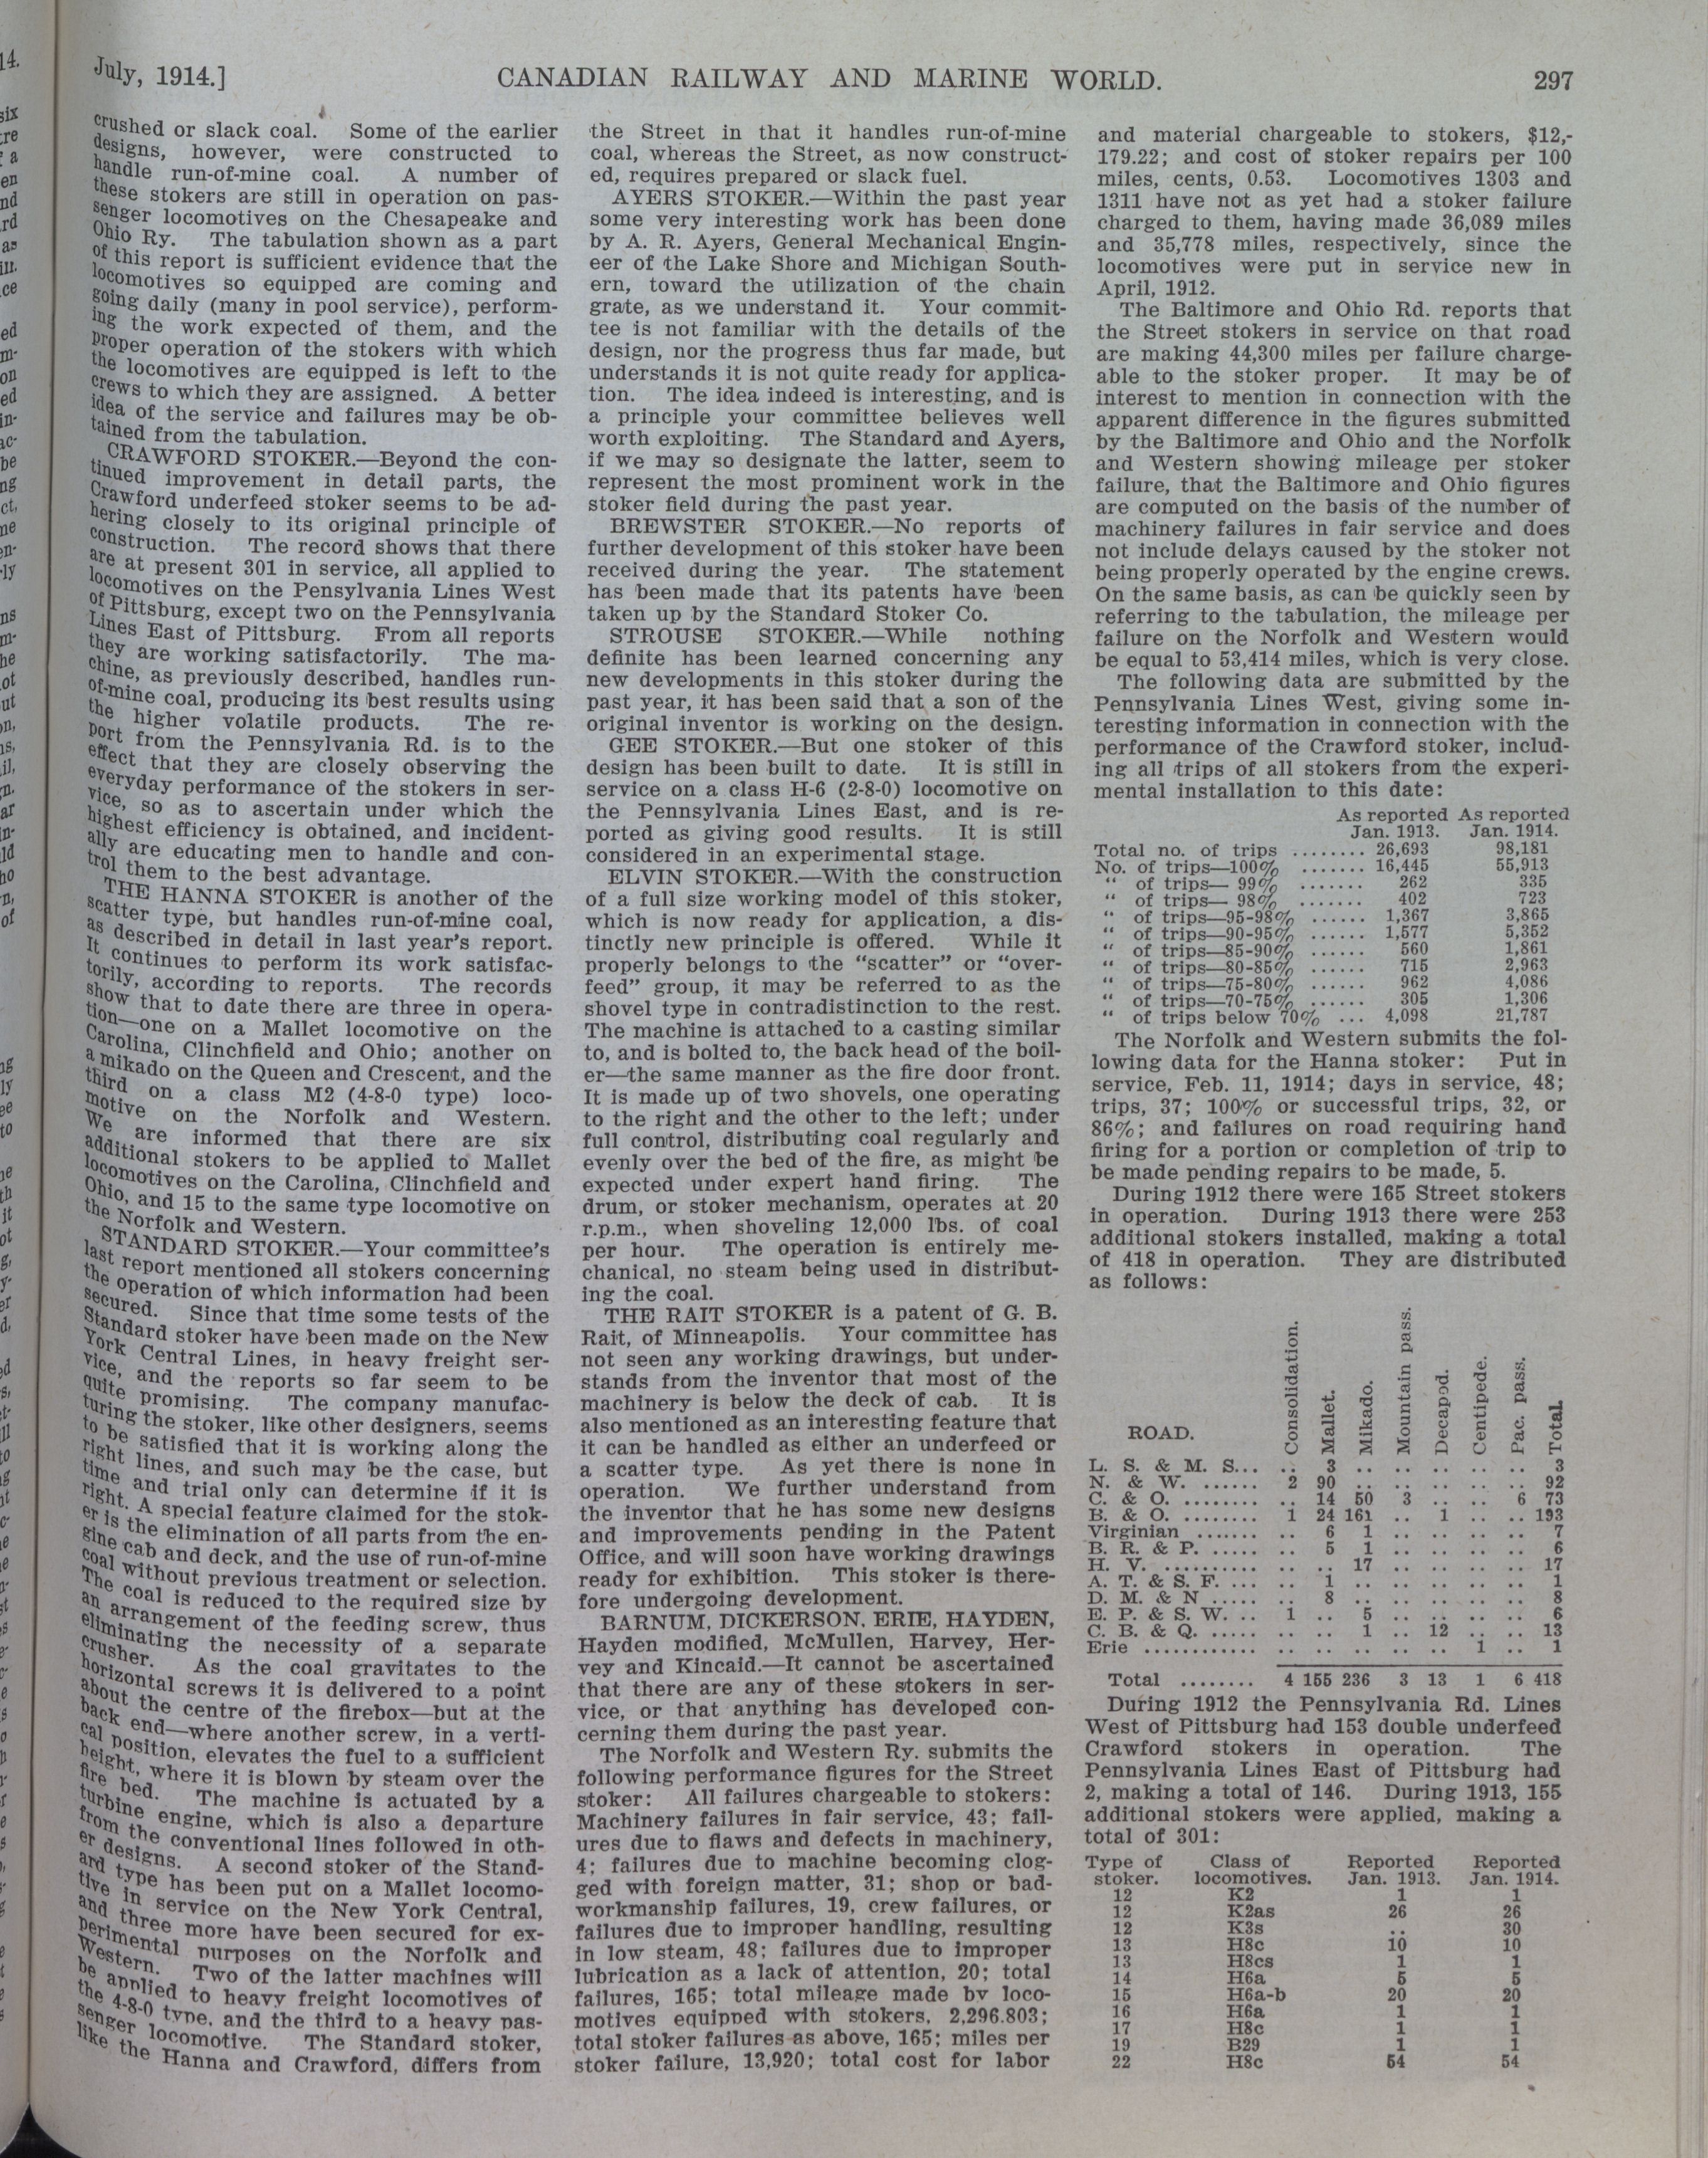 July, 1914.]
CANADIAN RAILWAY AND MARINE WORLD.
297
crushed or slack coal. Some of the earlier
designs, however, were constructed to
handle run-of-mine coal. A number of
these stokers are still in operation on pas-
senger locomotives on the Chesapeake and
Ohio Ry. The tabulation shown as a part
of this report is sufficient evidence that the
locomotives so equipped are coming and
going daily (many in pool service), perform-
ing the work expected of them, and the
proper operation of the stokers with which
the locomotives are equipped is left to the
crews to which they are assigned. A better
idea of the service and failures may be ob-
tained from the tabulation.
CRAWFORD STOKER.—Beyond the con-
tinued improvement in detail parts, the
Crawford underfeed stoker seems to be ad-
hering closely to its original principle of
construction. The record shows that there
are at present 301 in service, all applied to
locomotives on the Pensylvania Lines West
of Pittsburg, except two on the Pennsylvania
Lines East of Pittsburg. From all reports
they are working satisfactorily. The ma-
chine, as previously described, handles run-
of-mine coal, producing its best results using
the higher volatile products. The re-
port from the Pennsylvania Rd. is to the
effect that they are closely observing the
everyday performance of the stokers in ser-
vice, so as to ascertain under which the
highest efficiency is obtained, and incident-
ally are educating men to handle and con-
trol them to the best advantage.
THE HANNA STOKER is another of the
scatter type, but handles run-of-mine coal,
as described in detail in last year's report.
It continues to perform its work satisfac-
torily, according to reports. The records
show that to date there are three in opera-
tion—one on a Mallet locomotive on the
Carolina, Clinchfield and Ohio; another on
a mikado on the Queen and Crescent, and the
third on a class M2 (4-8-0 type) loco-
motive on the Norfolk and Western.
We are informed that there are six
additional stokers to be applied to Mallet
locomotives on the Carolina, Clinchfield and
Ohio, and 15 to the same type locomotive on
the Norfolk and Western.
STANDARD STOKER.—Your committee's
last report mentioned all stokers concerning
the operation of which information had been
secured. Since that time some tests of the
Standard stoker have been made on the New
York Central Lines, in heavy freight ser-
vice, and the reports so far seem to be
quite promising. The company manufac-
turing the stoker, like other designers, seems
to be satisfied that it is working along the
right lines, and such may be the case, but
time and trial only can determine if it is
right. A special feature claimed for the stok-
er is the elimination of all parts from the en-
gine cab and deck, and the use of run-of-mine
coal without previous treatment or selection.
The coal is reduced to the required size by
an arrangement of the feeding screw, thus
eliminating the necessity of a separate
crusher. As the coal gravitates to the
horizontal screws it is delivered to a point
about the centre of the firebox—but at the
back end—where another screw, in a verti-
cal position, elevates the fuel to a sufficient
height, where it is blown by steam over the
fire bed. The machine is actuated by a
turbine engine, which is also a departure
from the conventional lines followed in oth-
er designs. A second stoker of the Stand-
ard type has been put on a Mallet locomo-
tive in service on the New York Central,
and three more have been secured for ex-
perimental purposes on the Norfolk and
Western. Two of the latter machines will
be applied to heavy freight locomotives of
the 4-8-0 type, and the third to a heavy pas-
senger locomotive. The Standard stoker,
like the Hanna and Crawford, differs from
the Street in that it handles run-of-mine
coal, whereas the Street, as now construct-
ed, requires prepared or slack fuel.
AYERS STOKER.—Within the past year
some very interesting work has been done
by A. R. Ayers, General Mechanical Engin-
eer of the Lake Shore and Michigan South-
ern, toward the utilization of the chain
grate, as we understand it. Your commit-
tee is not familiar with the details of the
design, nor the progress thus far made, but
understands it is not quite ready for applica-
tion. The idea indeed is interesting, and is
a principle your committee believes well
worth exploiting. The Standard and Ayers,
if we may so designate the latter, seem to
represent the most prominent work in the
stoker field during the past year.
BREWSTER STOKER.—No reports of
further development of this stoker have been
received during the year. The statement
has been made that its patents have been
taken up by the Standard Stoker Co.
STROUSE STOKER.—While nothing
definite has been learned concerning any
new developments in this stoker during the
past year, it has been said that a son of the
original inventor is working on the design.
GEE STOKER.—But one stoker of this
design has been built to date. It is still in
service on a class H-6 (2-8-0) locomotive on
the Pennsylvania Lines East, and is re-
ported as giving good results. It is still
considered in an experimental stage.
ELVIN STOKER.—With the construction
of a full size working model of this stoker,
which is now ready for application, a dis-
tinctly new principle is offered. While it
properly belongs to the "scatter" or "over-
feed" group, it may be referred to as the
shovel type in contradistinction to the rest.
The machine is attached to a casting similar
to, and is bolted to, the back head of the boil-
er—the same manner as the fire door front.
It is made up of two shovels, one operating
to the right and the other to the left; under
full control, distributing coal regularly and
evenly over the bed of the fire, as might be
expected under expert hand firing. The
drum, or stoker mechanism, operates at 20
r.p.m., when shoveling 12,000 lbs. of coal
per hour. The operation is entirely me-
chanical, no steam being used in distribut-
ing the coal.
THE RAIT STOKER is a patent of G. B.
Rait, of Minneapolis. Your committee has
not seen any working drawings, but under-
stands from the inventor that most of the
machinery is below the deck of cab. It is
also mentioned as an interesting feature that
it can be handled as either an underfeed or
a scatter type. As yet there is none in
operation. We further understand from
the inventor that he has some new designs
and improvements pending in the Patent
Office, and will soon have working drawings
ready for exhibition. This stoker is there-
fore undergoing development.
BARNUM, DICKERSON, ERIE, HAYDEN,
Hayden modified, McMullen, Harvey, Her-
vey and Kincaid.—It cannot be ascertained
that there are any of these stokers in ser-
vice, or that anything has developed con-
cerning them during the past year.
The Norfolk and Western Ry. submits the
following performance figures for the Street
stoker: All failures chargeable to stokers:
Machinery failures in fair service, 43; fail-
ures due to flaws and defects in machinery,
4; failures due to machine becoming clog-
ged with foreign matter, 31; shop or bad-
workmanship failures, 19, crew failures, or
failures due to improper handling, resulting
in low steam, 48; failures due to improper
lubrication as a lack of attention, 20; total
failures, 165; total mileage made by loco-
motives equipped with stokers, 2,296.803;
total stoker failures as above, 165; miles per
stoker failure, 13,920; total cost for labor
and material chargeable to stokers, $12,-
179.22; and cost of stoker repairs per 100
miles, cents, 0.53. Locomotives 1303 and
1311 have not as yet had a stoker failure
charged to them, having made 36,089 miles
and 35,778 miles, respectively, since the
locomotives were put in service new in
April, 1912.
The Baltimore and Ohio Rd. reports that
the Street stokers in service on that road
are making 44,300 miles per failure charge-
able to the stoker proper. It may be of
interest to mention in connection with the
apparent difference in the figures submitted
by the Baltimore and Ohio and the Norfolk
and Western showing mileage per stoker
failure, that the Baltimore and Ohio figures
are computed on the basis of the number of
machinery failures in fair service and does
not include delays caused by the stoker not
being properly operated by the engine crews.
On the same basis, as can be quickly seen by
referring to the tabulation, the mileage per
failure on the Norfolk and Western would
be equal to 53,414 miles, which is very close.
The following data are submitted by the
Pennsylvania Lines West, giving some in-
teresting information in connection with the
performance of the Crawford stoker, includ-
ing all trips of all stokers from the experi-
mental installation to this date:
As reported As reported
Jan. 1913. Jan. 1914.
Total no. of trips ........ 26,693 98,181
No. of trips—100% ....... 16,445 55,913
" of trips— 99% ....... 262 335
" of trips— 98% ....... 402 723
" of trips—95-98% ...... 1,367 3,865
" of trips—90-95% ...... 1,577 5,352
" of trips—85-90% ...... 560 1,861
" of trips—80-85% ...... 715 2,963
" of trips—75-80% ...... 962 4,086
" of trips—70-75% ...... 305 1,306
" of trips below 70% ... 4,098 21,787
The Norfolk and Western submits the fol-
lowing data for the Hanna stoker: Put in
service, Feb. 11, 1914; days in service, 48;
trips, 37; 100% or successful trips, 32, or
86%; and failures on road requiring hand
firing for a portion or completion of trip to
be made pending repairs to be made, 5.
During 1912 there were 165 Street stokers
in operation. During 1913 there were 253
additional stokers installed, making a total
of 418 in operation. They are distributed
as follows:
ROAD. Consolidation. Mallet. Mikado. Mountain pass. Decapod. Centipede. Pac. pass. Total.
L. S. & M. S... .. 3 .. .. .. .. .. 3
N. & W. ...... 2 90 .. .. .. .. .. 92
C. & O. ........ .. 14 50 3 .. .. 6 73
B. & O. ........ 1 24 161 .. 1 .. .. 193
Virginian ....... .. 6 1 .. .. .. .. 7
B. R. & P. ..... .. 5 1 .. .. .. .. 6
H. V. .......... .. .. 17 .. .. .. .. 17
A. T. & S. F. ... .. 1 .. .. .. .. .. 1
D. M. & N ..... .. 8 .. .. .. .. .. 8
E. P. & S. W. .. 1 .. 5 .. .. .. .. 6
C. B. & Q. ..... .. .. 1 .. 12 .. .. 13
Erie ............ .. .. .. .. .. 1 .. 1
Total ........ 4 155 236 3 13 1 6 418
During 1912 the Pennsylvania Rd. Lines
West of Pittsburg had 153 double underfeed
Crawford stokers in operation. The
Pennsylvania Lines East of Pittsburg had
2, making a total of 146. During 1913, 155
additional stokers were applied, making a
total of 301:
Type of Class of Reported Reported
stoker. locomotives. Jan. 1913. Jan. 1914.
12 K2 1 1
12 K2as 26 26
12 K3s .. 30
13 H8c 10 10
13 H8cs 1 1
14 H6a 5 5
15 H6a-b 20 20
16 H6a 1 1
17 H8c 1 1
19 B29 1 1
22 H8c 54 54